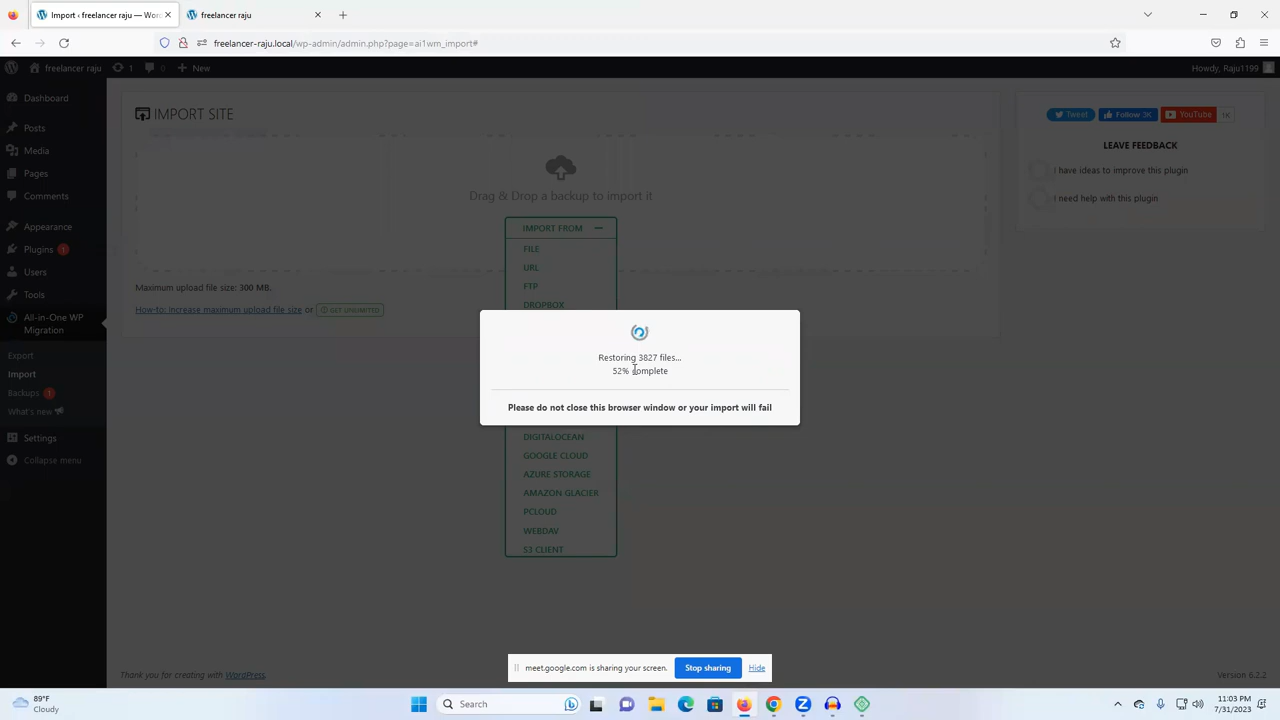 Import ‹ freelancer raju — Wor
freelancer raju
freelancer-raju.local/wp-admin/admin.php?page=ai1wm_import#
freelancer raju
1
0
New
Howdy, Raju1199
Dashboard
Posts
Media
Pages
Comments
Appearance
Plugins 1
Users
Tools
All-in-One WP
Migration
Export
Import
Backups 1
What's new
Settings
Collapse menu
IMPORT SITE
Drag & Drop a backup to import it
IMPORT FROM
FILE
URL
FTP
DROPBOX
Restoring 3827 files...
52% complete
Please do not close this browser window or your import will fail
DIGITALOCEAN
GOOGLE CLOUD
AZURE STORAGE
AMAZON GLACIER
PCLOUD
WEBDAV
S3 CLIENT
Maximum upload file size: 300 MB.
How-to: Increase maximum upload file size or GET UNLIMITED
Tweet
Follow 3K
YouTube 1K
LEAVE FEEDBACK
I have ideas to improve this plugin
I need help with this plugin
Thank you for creating with WordPress.
Version 6.2.2
meet.google.com is sharing your screen.
Stop sharing
Hide
89°F
Cloudy
Search
11:03 PM
7/31/2023